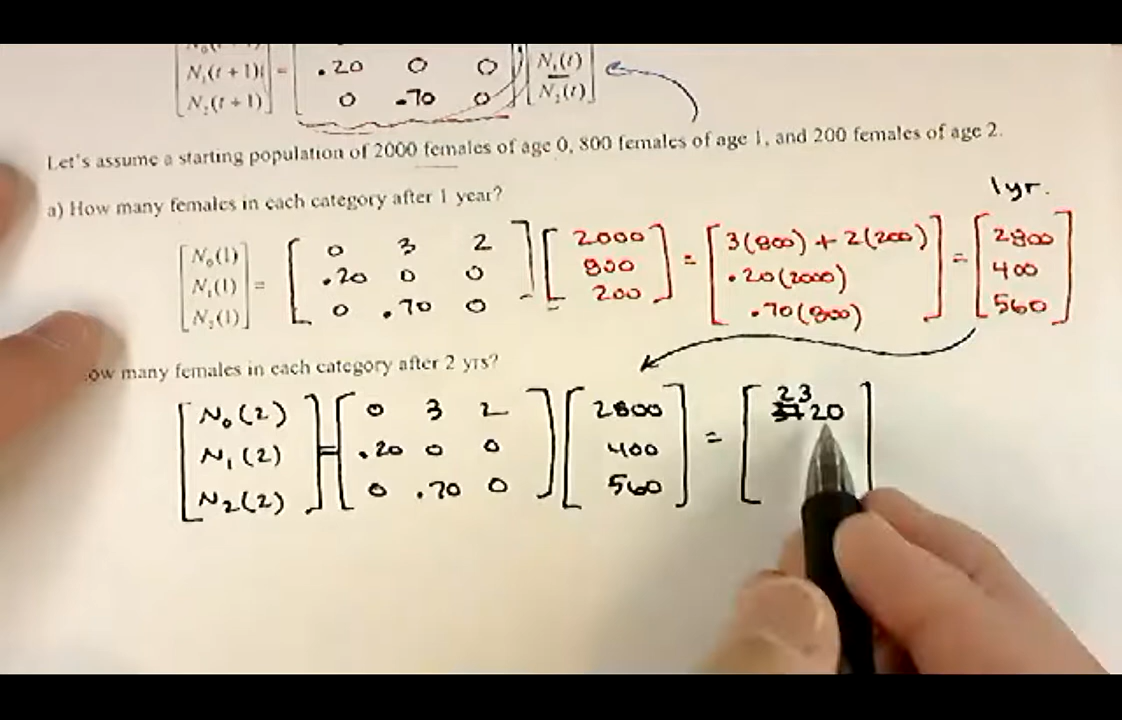 N₁(t + 1) = .20 0 0 N₁(t)
N₂(t + 1) 0 .70 0 N₂(t)
Let's assume a starting population of 2000 females of age 0, 800 females of age 1, and 200 females of age 2.
1yr.
a) How many females in each category after 1 year?
N₀(1) 0 3 2 2000 3(800) + 2(200) 2800
N₁(1) = .20 0 0 800 = .20(2000) = 400
N₂(1) 0 .70 0 200 .70(800) 560
ow many females in each category after 2 yrs?
N₀(2) 0 3 2 2800 2320
N₁(2) = .20 0 0 400 =
N₂(2) 0 .70 0 560